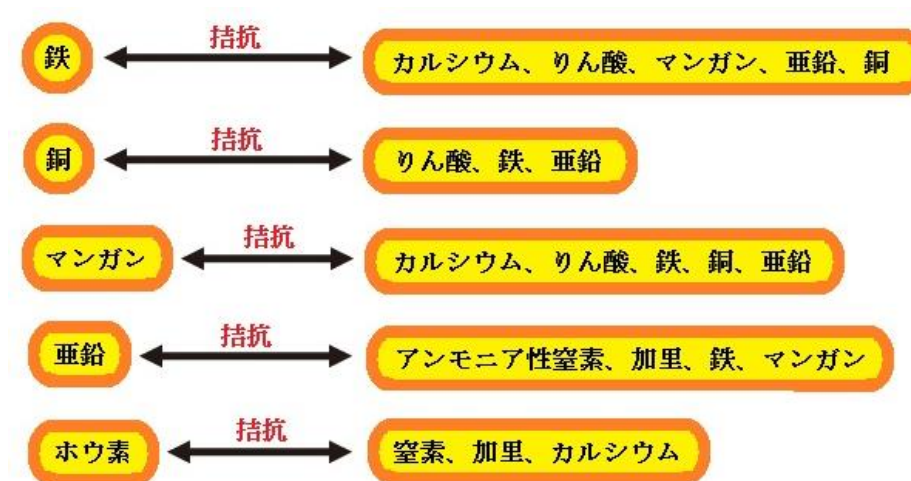 鉄 拮抗 カルシウム、りん酸、マンガン、亜鉛、銅
銅 拮抗 りん酸、鉄、亜鉛
マンガン 拮抗 カルシウム、りん酸、鉄、銅、亜鉛
亜鉛 拮抗 アンモニア性窒素、加里、鉄、マンガン
ホウ素 拮抗 窒素、加里、カルシウム